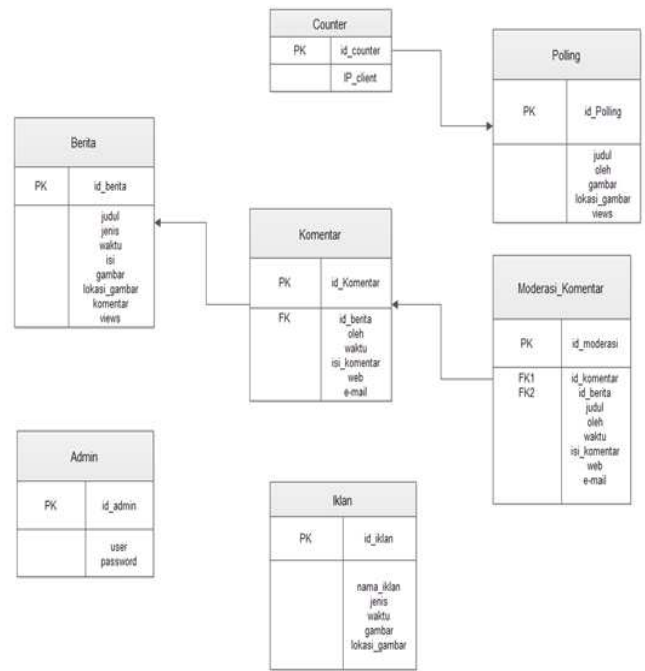 Counter
PK id_counter
IP_client
Polling
PK id_Polling
judul
oleh
gambar
lokasi_gambar
views
Berita
PK id_berita
judul
jenis
waktu
isi
gambar
lokasi_gambar
komentar
views
Komentar
PK id_Komentar
FK id_berita
oleh
waktu
isi_komentar
web
e-mail
Moderasi_Komentar
PK id_moderasi
FK1 id_komentar
FK2 id_berita
judul
oleh
waktu
isi_komentar
web
e-mail
Admin
PK id_admin
user
password
Iklan
PK id_iklan
nama_iklan
jenis
waktu
gambar
lokasi_gambar